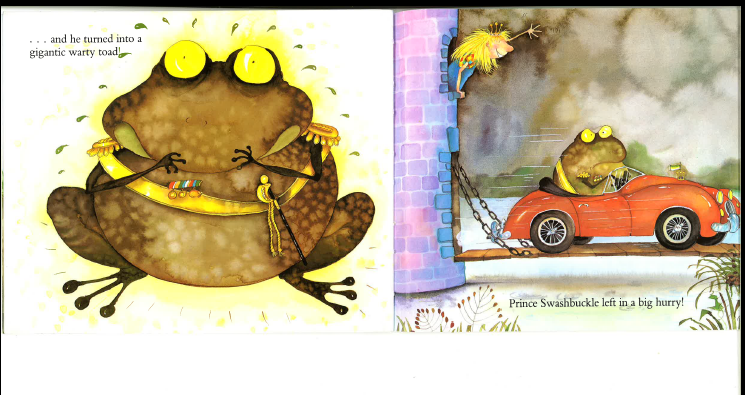 . . . and he turned into a
gigantic warty toad!
Prince Swashbuckle left in a big hurry!